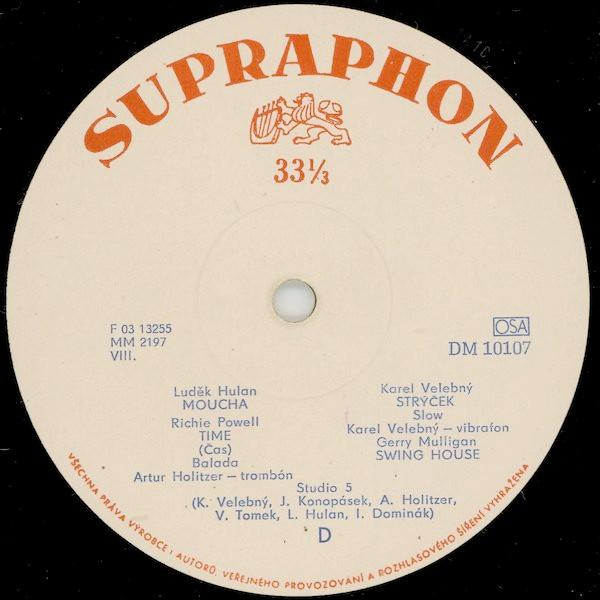 SUPRAPHON
33⅓
F 03 13255
MM 2197
VIII.
OSA
DM 10107
Luděk Hulan
MOUCHA
Richie Powell
TIME
(Čas)
Balada
Artur Holitzer – trombón
Karel Velebný
STRÝČEK
Slow
Karel Velebný – vibrafon
Gerry Mulligan
SWING HOUSE
Studio 5
(K. Velebný, J. Konopásek, A. Holitzer,
V. Tomek, L. Hulan, I. Dominák)
D
VŠECHNA PRÁVA VÝROBCE I AUTORŮ, VEŘEJNÉHO PROVOZOVÁNÍ A ROZHLASOVÉHO ŠÍŘENÍ VYHRAŽENA